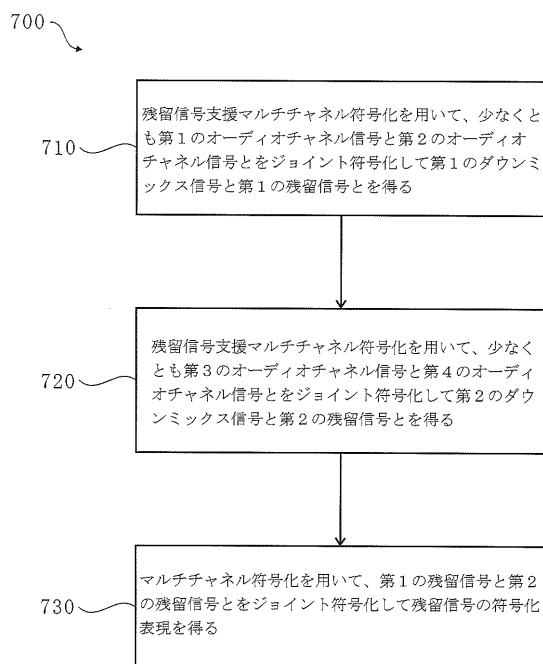 700
710
残留信号支援マルチチャネル符号化を用いて、少なくと
も第１のオーディオチャネル信号と第２のオーディオ
チャネル信号とをジョイント符号化して第１のダウンミ
ックス信号と第１の残留信号とを得る
720
残留信号支援マルチチャネル符号化を用いて、少なく
とも第３のオーディオチャネル信号と第４のオーディ
オチャネル信号とをジョイント符号化して第２のダウ
ンミックス信号と第２の残留信号とを得る
730
マルチチャネル符号化を用いて、第１の残留信号と第２
の残留信号とをジョイント符号化して残留信号の符号化
表現を得る